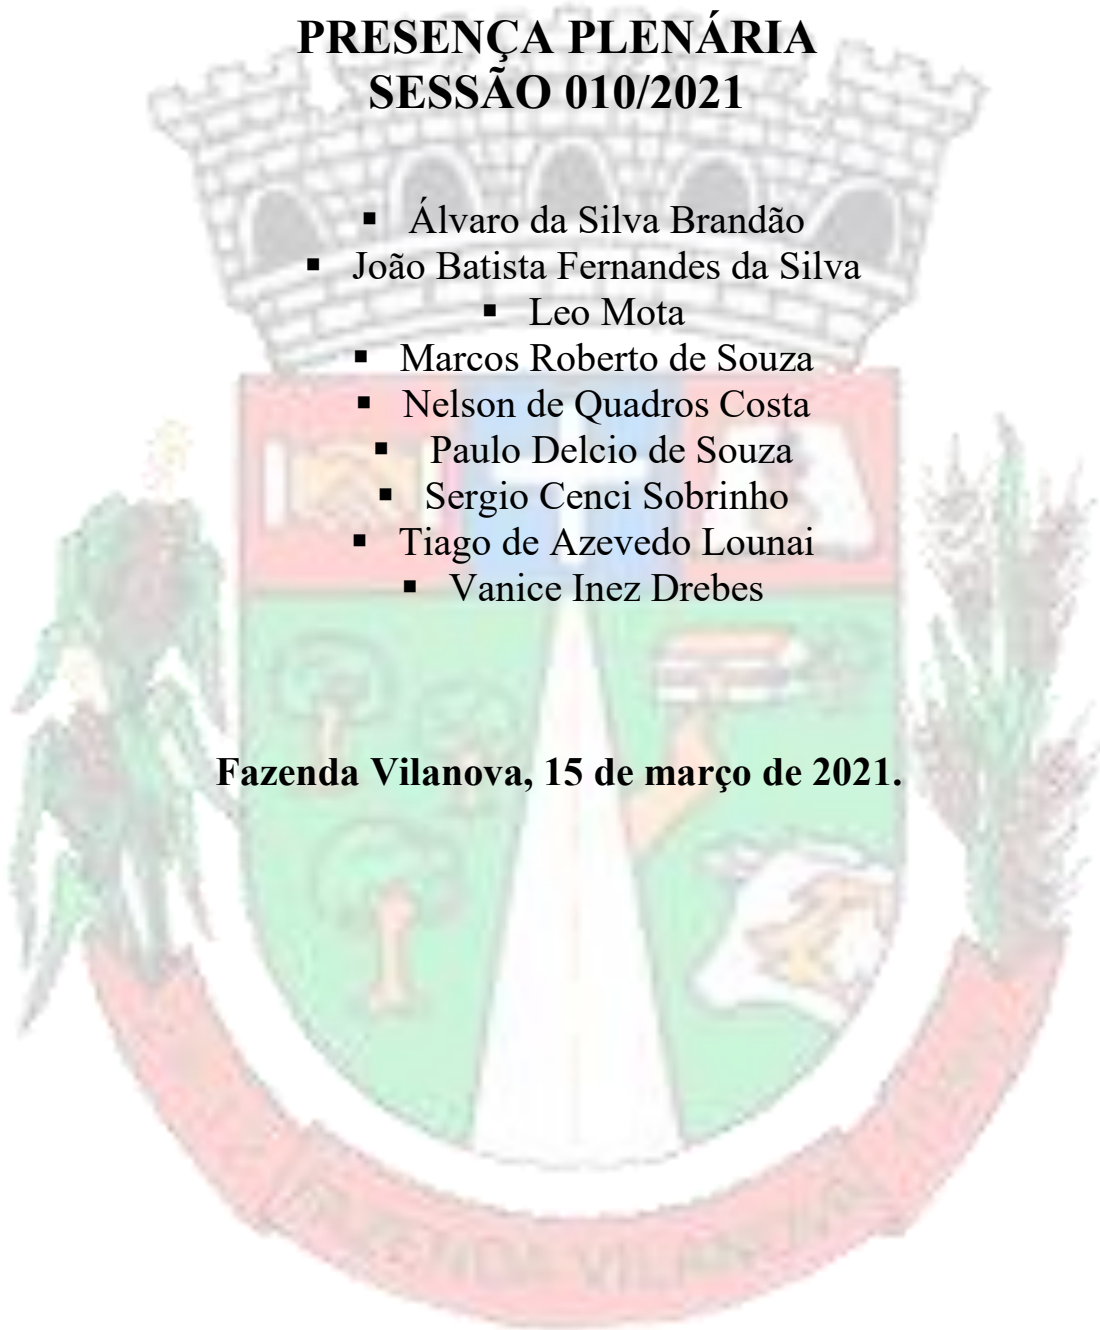 PRESENÇA PLENÁRIA
SESSÃO 010/2021
▪ Álvaro da Silva Brandão
▪ João Batista Fernandes da Silva
▪ Leo Mota
▪ Marcos Roberto de Souza
▪ Nelson de Quadros Costa
▪ Paulo Delcio de Souza
▪ Sergio Cenci Sobrinho
▪ Tiago de Azevedo Lounai
▪ Vanice Inez Drebes
Fazenda Vilanova, 15 de março de 2021.
FAZENDA VILANOVA